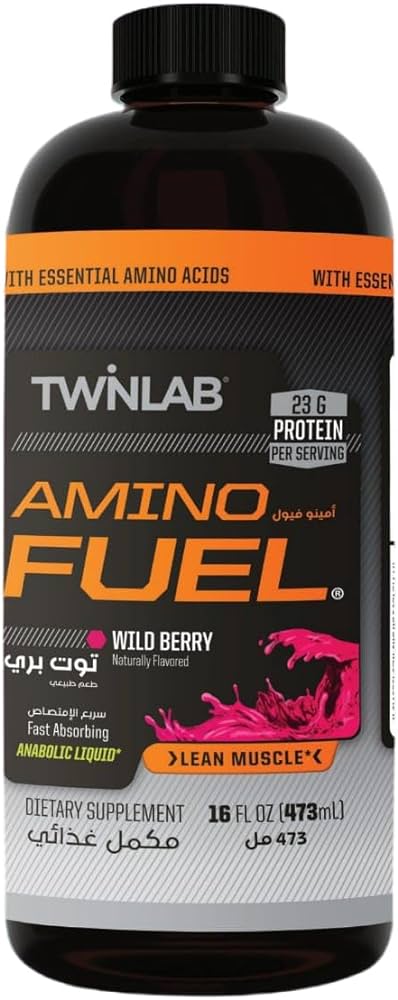 WITH ESSENTIAL AMINO ACIDS
WITH
TWINLAB®
23 G
PROTEIN
PER SERVING
AMINO أمينو فيول
FUEL®
WILD BERRY
توت بري
Naturally Flavored
طعم طبيعي
سريع الإمتصاص
Fast Absorbing
ANABOLIC LIQUID*
LEAN MUSCLE*
DIETARY SUPPLEMENT 16 FL OZ (473mL)
مكمل غذائي 473 مل